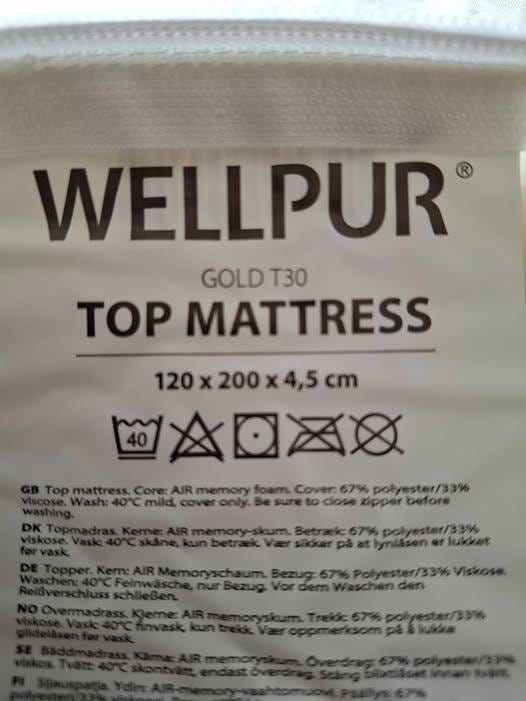 WELLPUR®
GOLD T30
TOP MATTRESS
120 x 200 x 4,5 cm
40
GB Top mattress. Core: AIR memory foam. Cover: 67% polyester/33%
viscose. Wash: 40°C mild, cover only. Be sure to close zipper before
washing.
DK Topmadras. Kerne: AIR memory-skum. Betræk: 67% polyester/33%
viskose. Vask: 40°C skåne, kun betræk. Vær sikker på at lynlåsen er lukket
før vask.
DE Topper. Kern: AIR Memoryschaum. Bezug: 67% Polyester/33% Viskose.
Waschen: 40°C Feinwäsche, nur Bezug. Vor dem Waschen den
Reißverschluss schließen.
NO Overmadrass. Kjerne: AIR memoryskum. Trekk: 67% polyester/33%
viskose. Vask: 40°C finvask, kun trekk. Vær oppmerksom på å lukke
glidelåsen før vask.
SE Bäddmadrass. Kärna: AIR memoryskum. Överdrag: 67% polyester/33%
viskos. Tvätt: 40°C skontvätt, endast överdrag. Stäng blixtlåset innan tvätt.
FI Sijauspatja. Ydin: AIR-memory-vaahtomuovi. Päällys: 67%